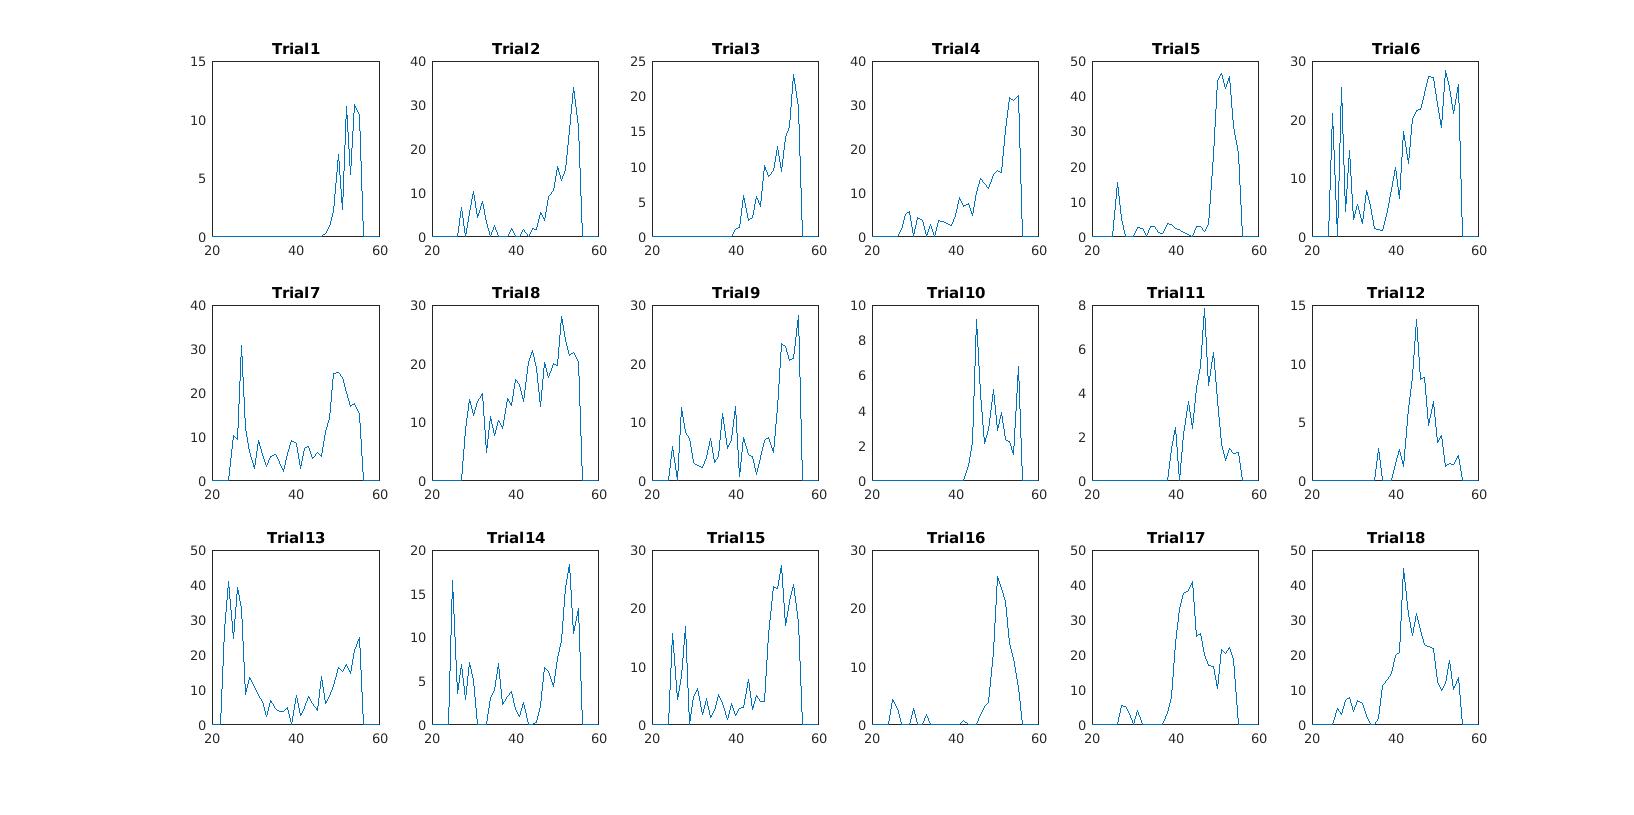 Trial1 Trial2 Trial3 Trial4 Trial5 Trial6
15 40 25 40 50 30
10 30 20 30 40 20
5 20 15 20 30 10
0 10 10 10 20 0
0 5 0 10
0 0
20 40 60 20 40 60 20 40 60 20 40 60 20 40 60 20 40 60
Trial7 Trial8 Trial9 Trial10 Trial11 Trial12
40 30 30 10 8 15
30 20 20 8 6 10
20 10 10 6 4 5
10 0 0 4 2 0
0 2 0
0
20 40 60 20 40 60 20 40 60 20 40 60 20 40 60 20 40 60
Trial13 Trial14 Trial15 Trial16 Trial17 Trial18
50 20 30 30 50 50
40 15 20 20 40 40
30 10 10 10 30 30
20 5 0 0 20 20
10 0 10 10
0 0 0
20 40 60 20 40 60 20 40 60 20 40 60 20 40 60 20 40 60